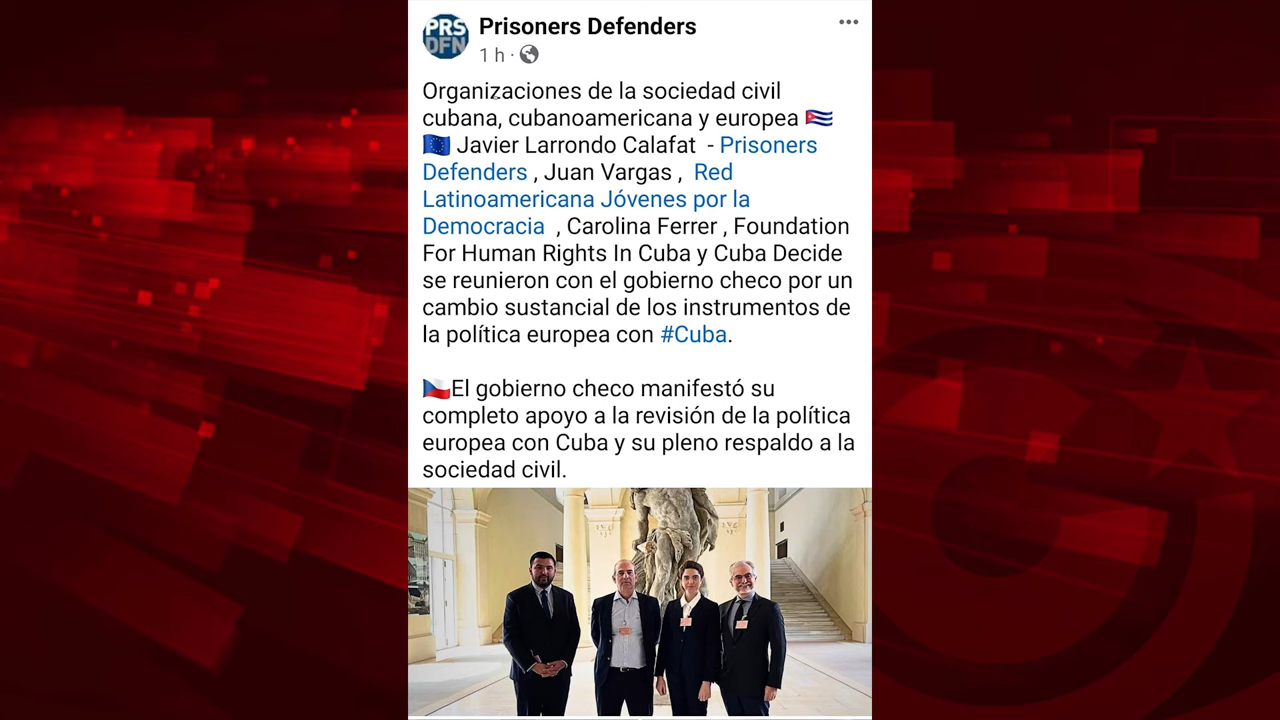 PRS
DFN
Prisoners Defenders
1 h ·
Organizaciones de la sociedad civil
cubana, cubanoamericana y europea 🇨🇺
🇪🇺 Javier Larrondo Calafat - Prisoners
Defenders , Juan Vargas , Red
Latinoamericana Jóvenes por la
Democracia , Carolina Ferrer , Foundation
For Human Rights In Cuba y Cuba Decide
se reunieron con el gobierno checo por un
cambio sustancial de los instrumentos de
la política europea con #Cuba.
🇨🇿El gobierno checo manifestó su
completo apoyo a la revisión de la política
europea con Cuba y su pleno respaldo a la
sociedad civil.